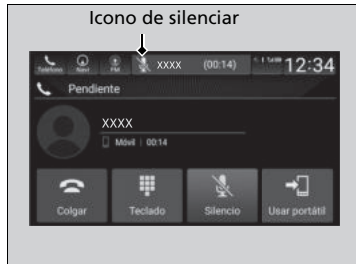 Icono de silenciar
Teléfono Navi FM XXXX (00:14) 12:34
Pendiente
XXXX
Móvil | 00:14
Colgar Teclado Silencio Usar portátil